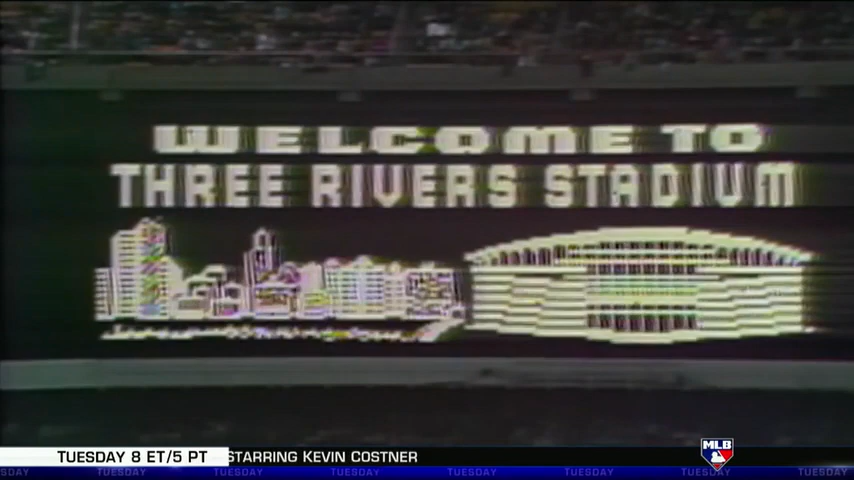 WELCOME TO
THREE RIVERS STADIUM
TUESDAY 8 ET/5 PT STARRING KEVIN COSTNER
MLB
SDAY TUESDAY TUESDAY TUESDAY TUESDAY TUESDAY TUESDAY TUESDAY